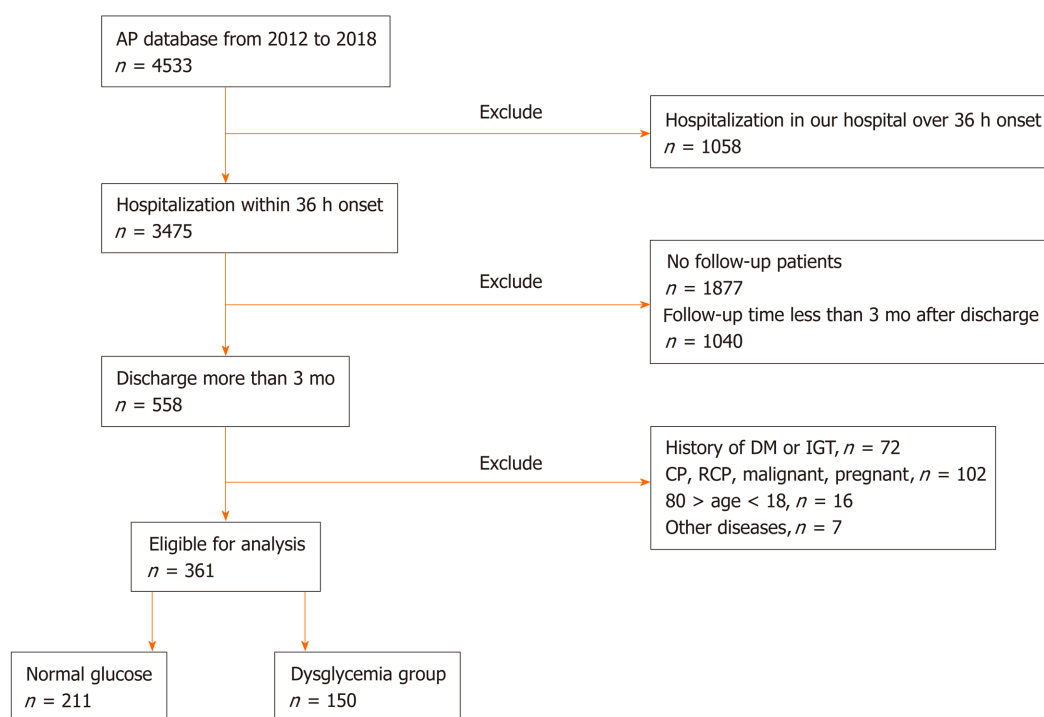 AP database from 2012 to 2018
n = 4533
Exclude
Hospitalization in our hospital over 36 h onset
n = 1058
Hospitalization within 36 h onset
n = 3475
Exclude
No follow-up patients
n = 1877
Follow-up time less than 3 mo after discharge
n = 1040
Discharge more than 3 mo
n = 558
Exclude
History of DM or IGT, n = 72
CP, RCP, malignant, pregnant, n = 102
80 > age < 18, n = 16
Other diseases, n = 7
Eligible for analysis
n = 361
Normal glucose
n = 211
Dysglycemia group
n = 150